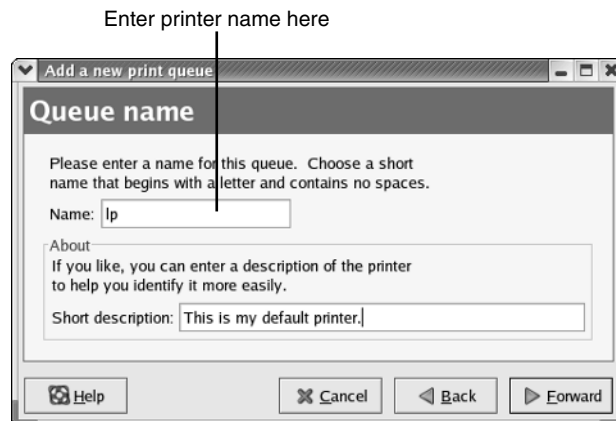 Enter printer name here
Add a new print queue
Queue name
Please enter a name for this queue. Choose a short
name that begins with a letter and contains no spaces.
Name: lp
About
If you like, you can enter a description of the printer
to help you identify it more easily.
Short description: This is my default printer.
Help Cancel Back Forward